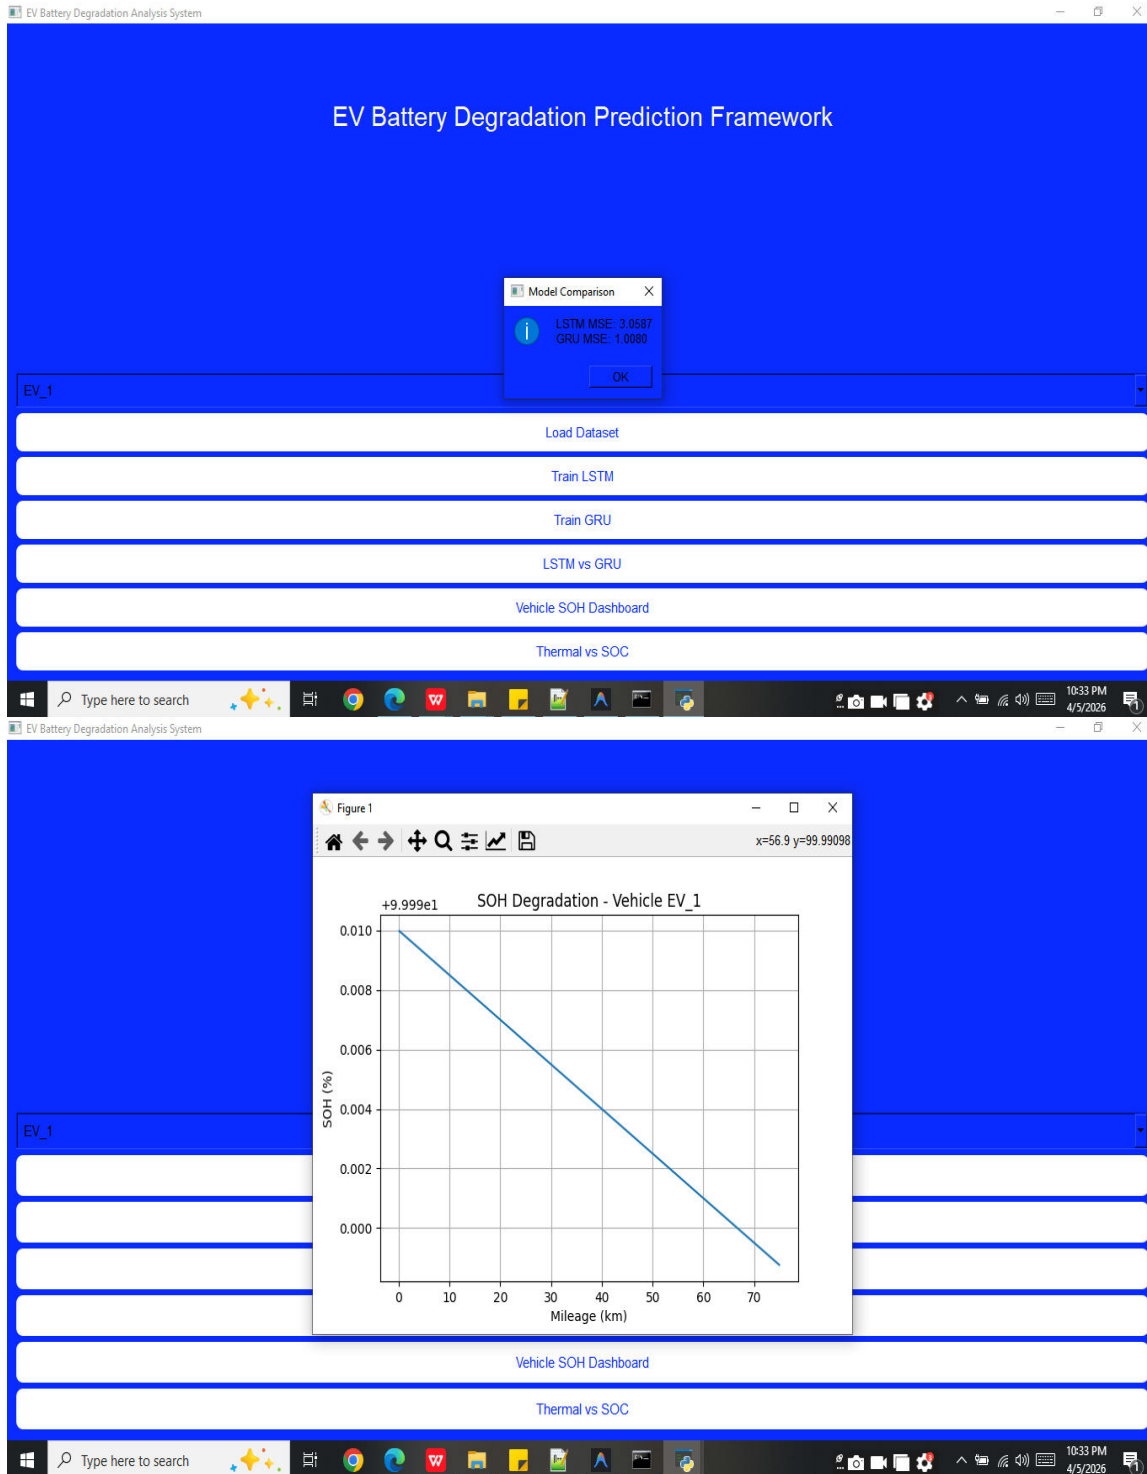 EV Battery Degradation Analysis System
EV Battery Degradation Prediction Framework
Model Comparison
LSTM MSE: 3.0587
GRU MSE: 1.0080
OK
EV_1
Load Dataset
Train LSTM
Train GRU
LSTM vs GRU
Vehicle SOH Dashboard
Thermal vs SOC
Type here to search
10:33 PM
4/5/2026
EV Battery Degradation Analysis System
Figure 1
x=56.9 y=99.99098
+9.999e1
SOH Degradation - Vehicle EV_1
0.010
0.008
0.006
0.004
0.002
0.000
SOH (%)
0 10 20 30 40 50 60 70
Mileage (km)
EV_1
Vehicle SOH Dashboard
Thermal vs SOC
Type here to search
10:33 PM
4/5/2026